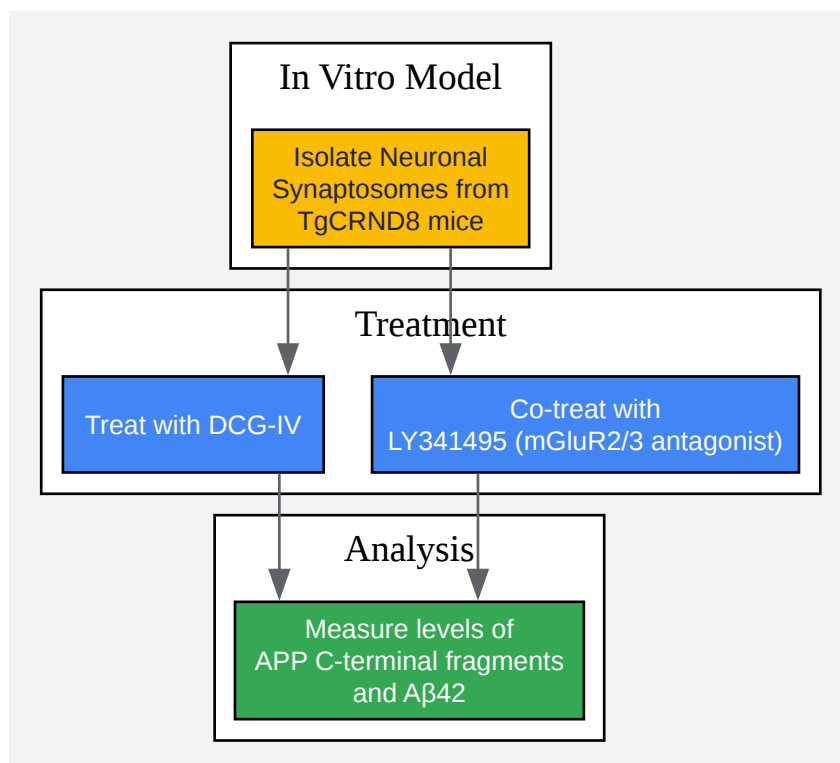 In Vitro Model
Isolate Neuronal
Synaptosomes from
TgCRND8 mice
Treatment
Treat with DCG-IV
Co-treat with
LY341495 (mGluR2/3 antagonist)
Analysis
Measure levels of
APP C-terminal fragments
and Aβ42